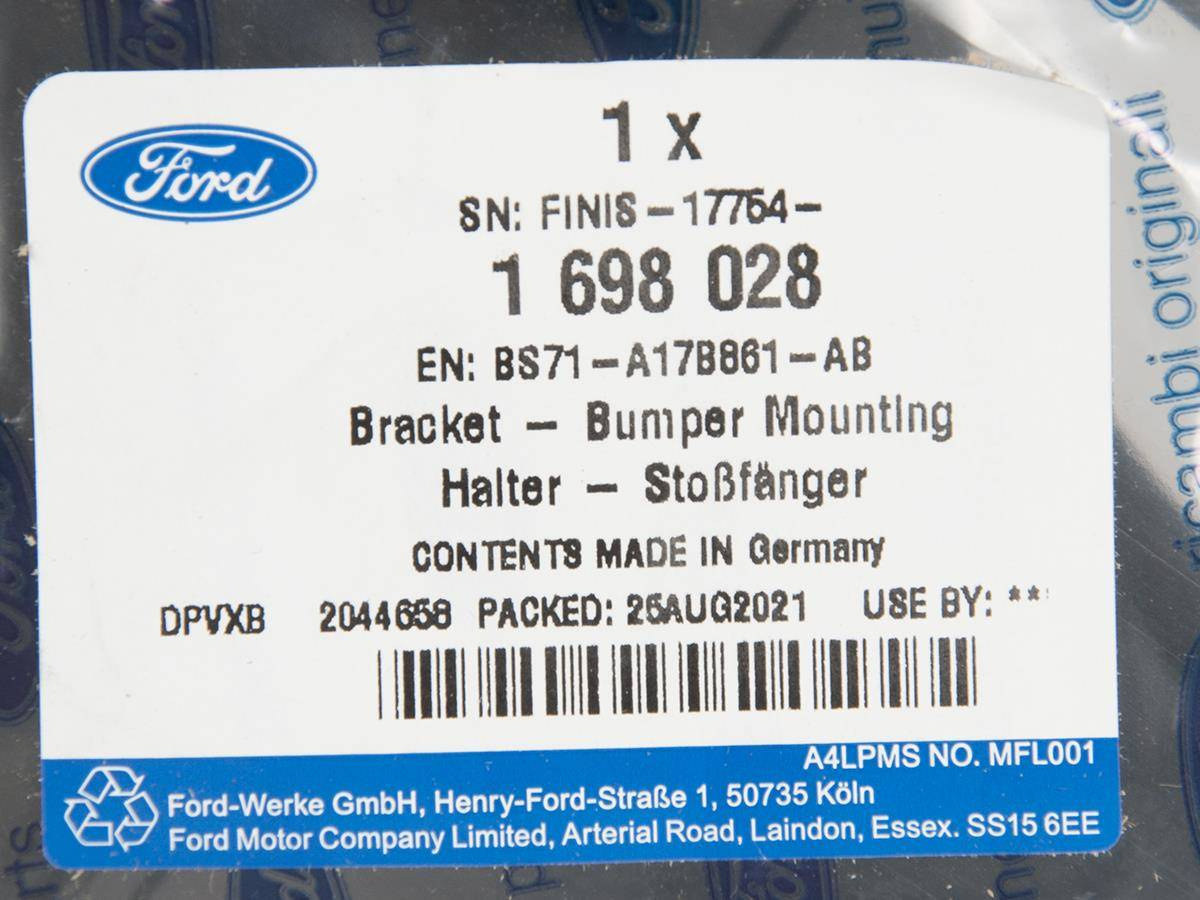 Ford
1 x
SN: FINIS-17754-
1 698 028
EN: BS71-A17B861-AB
Bracket - Bumper Mounting
Halter - Stoßfänger
CONTENTS MADE IN Germany
DPVXB 2044658 PACKED: 25AUG2021 USE BY: **
A4LPMS NO. MFL001
Ford-Werke GmbH, Henry-Ford-Straße 1, 50735 Köln
Ford Motor Company Limited, Arterial Road, Laindon, Essex. SS15 6EE
ricambi originali